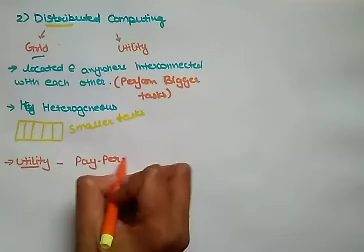 2) Distributed Computing
Grid Utility
→ located @ anywhere interconnected
with each other. (Perform Bigger
tasks)
→ Heterogeneous
smaller tasks
→ Utility - Pay-Per